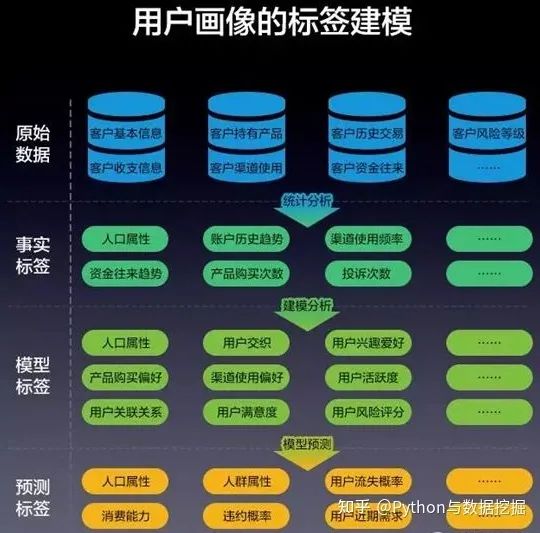 用户画像的标签建模
原始
数据
客户基本信息
客户持有产品
客户历史交易
客户风险等级
客户收支信息
客户渠道使用
客户资金往来
……
统计分析
事实
标签
人口属性
账户历史趋势
渠道使用频率
……
资金往来趋势
产品购买次数
投诉次数
……
建模分析
模型
标签
人口属性
用户交织
用户兴趣爱好
……
产品购买偏好
渠道使用偏好
用户活跃度
……
用户关联关系
用户满意度
用户风险评分
……
模型预测
预测
标签
人口属性
人群属性
用户流失概率
……
消费能力
违约概率
用户近期需求
……
知乎 @Python与数据挖掘